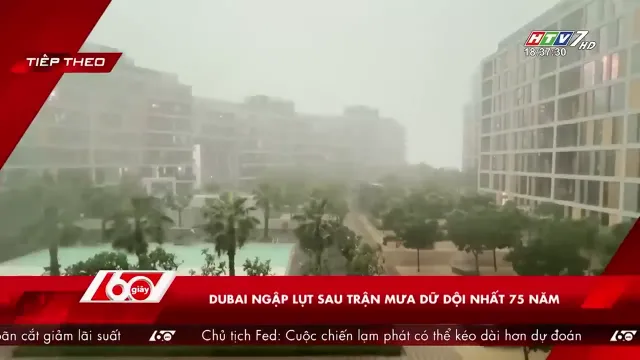 HTV7 HD
18:37:30
TIẾP THEO
60 giây
DUBAI NGẬP LỤT SAU TRẬN MƯA DỮ DỘI NHẤT 75 NĂM
cắt giảm lãi suất 60 Chủ tịch Fed: Cuộc chiến lạm phát có thể kéo dài hơn dự đoán 60